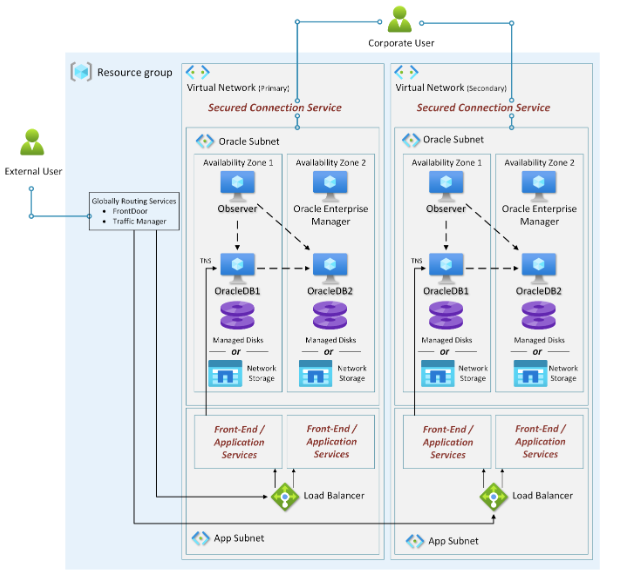 Corporate User
Resource group
Virtual Network (Primary)
Secured Connection Service
Virtual Network (Secondary)
Secured Connection Service
External User
Globally Routing Services
• FrontDoor
• Traffic Manager
Oracle Subnet
Availability Zone 1
Availability Zone 2
Observer
Oracle Enterprise
Manager
TNS
OracleDB1
OracleDB2
Managed Disks
Managed Disks
or
or
Network
Storage
Network
Storage
Front-End /
Application
Services
Front-End /
Application
Services
Load Balancer
App Subnet
Oracle Subnet
Availability Zone 1
Availability Zone 2
Observer
Oracle Enterprise
Manager
TNS
OracleDB1
OracleDB2
Managed Disks
Managed Disks
or
or
Network
Storage
Network
Storage
Front-End /
Application
Services
Front-End /
Application
Services
Load Balancer
App Subnet